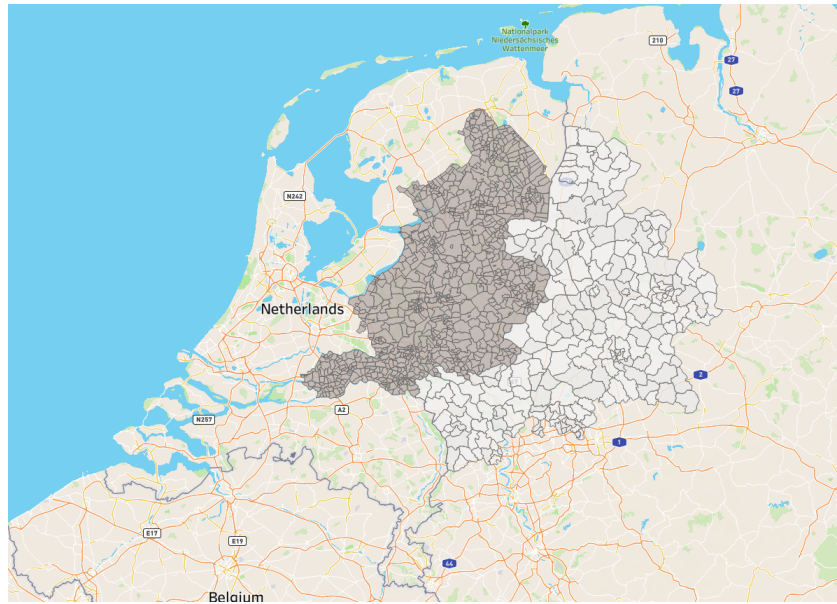 Nationalpark
Niedersächsisches
Wattenmeer
210
27
27
N242
Netherlands
A2
2
N257
1
E17
E19
44
Belgium